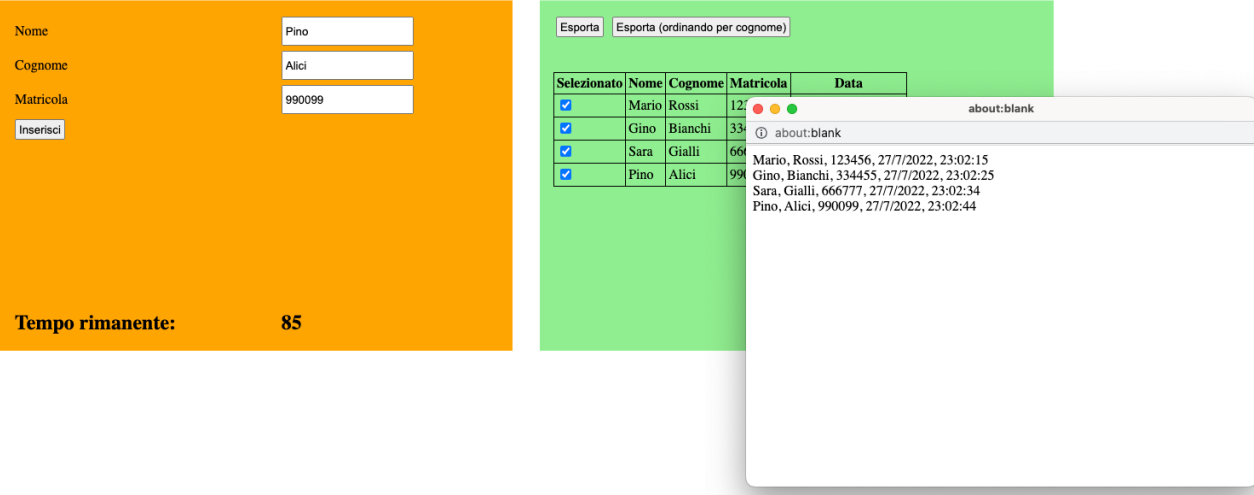 Nome Pino
Cognome Alici
Matricola 990099
Inserisci
Tempo rimanente: 85
Esporta Esporta (ordinando per cognome)
Selezionato Nome Cognome Matricola Data
Mario Rossi
Gino Bianchi
Sara Gialli
Pino Alici
about:blank
about:blank
Mario, Rossi, 123456, 27/7/2022, 23:02:15
Gino, Bianchi, 334455, 27/7/2022, 23:02:25
Sara, Gialli, 666777, 27/7/2022, 23:02:34
Pino, Alici, 990099, 27/7/2022, 23:02:44